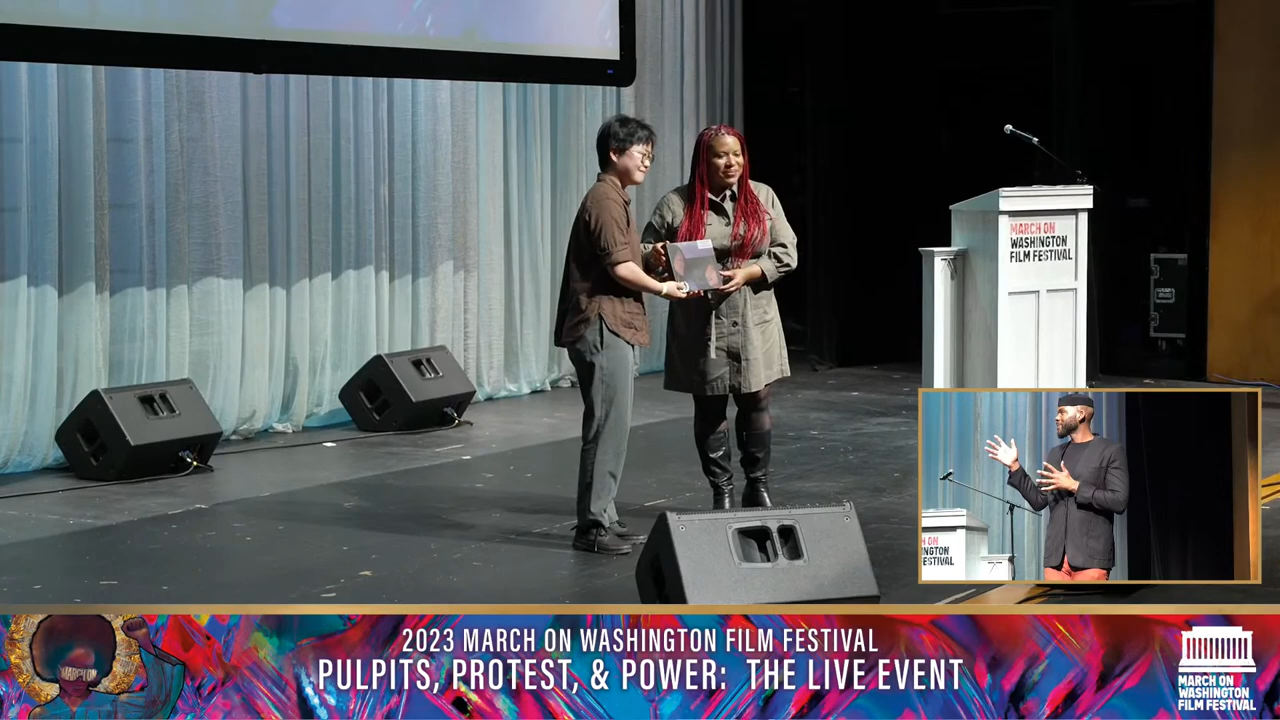 MARCH ON
WASHINGTON
FILM FESTIVAL
2023 MARCH ON WASHINGTON FILM FESTIVAL
PULPITS, PROTEST, & POWER: THE LIVE EVENT
MARCH ON
WASHINGTON
FILM FESTIVAL